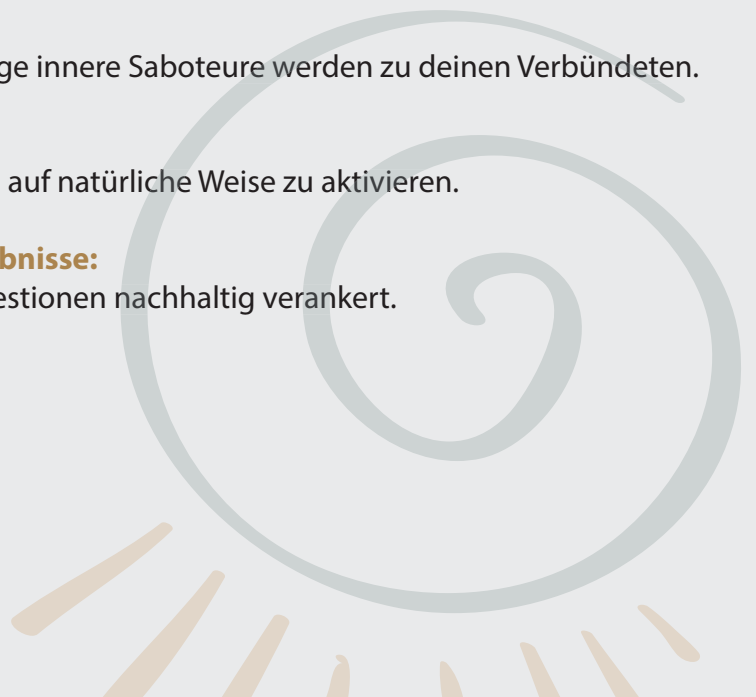 ge innere Saboteure werden zu deinen Verbündeten.
auf natürliche Weise zu aktivieren.
bnisse:
estionen nachhaltig verankert.